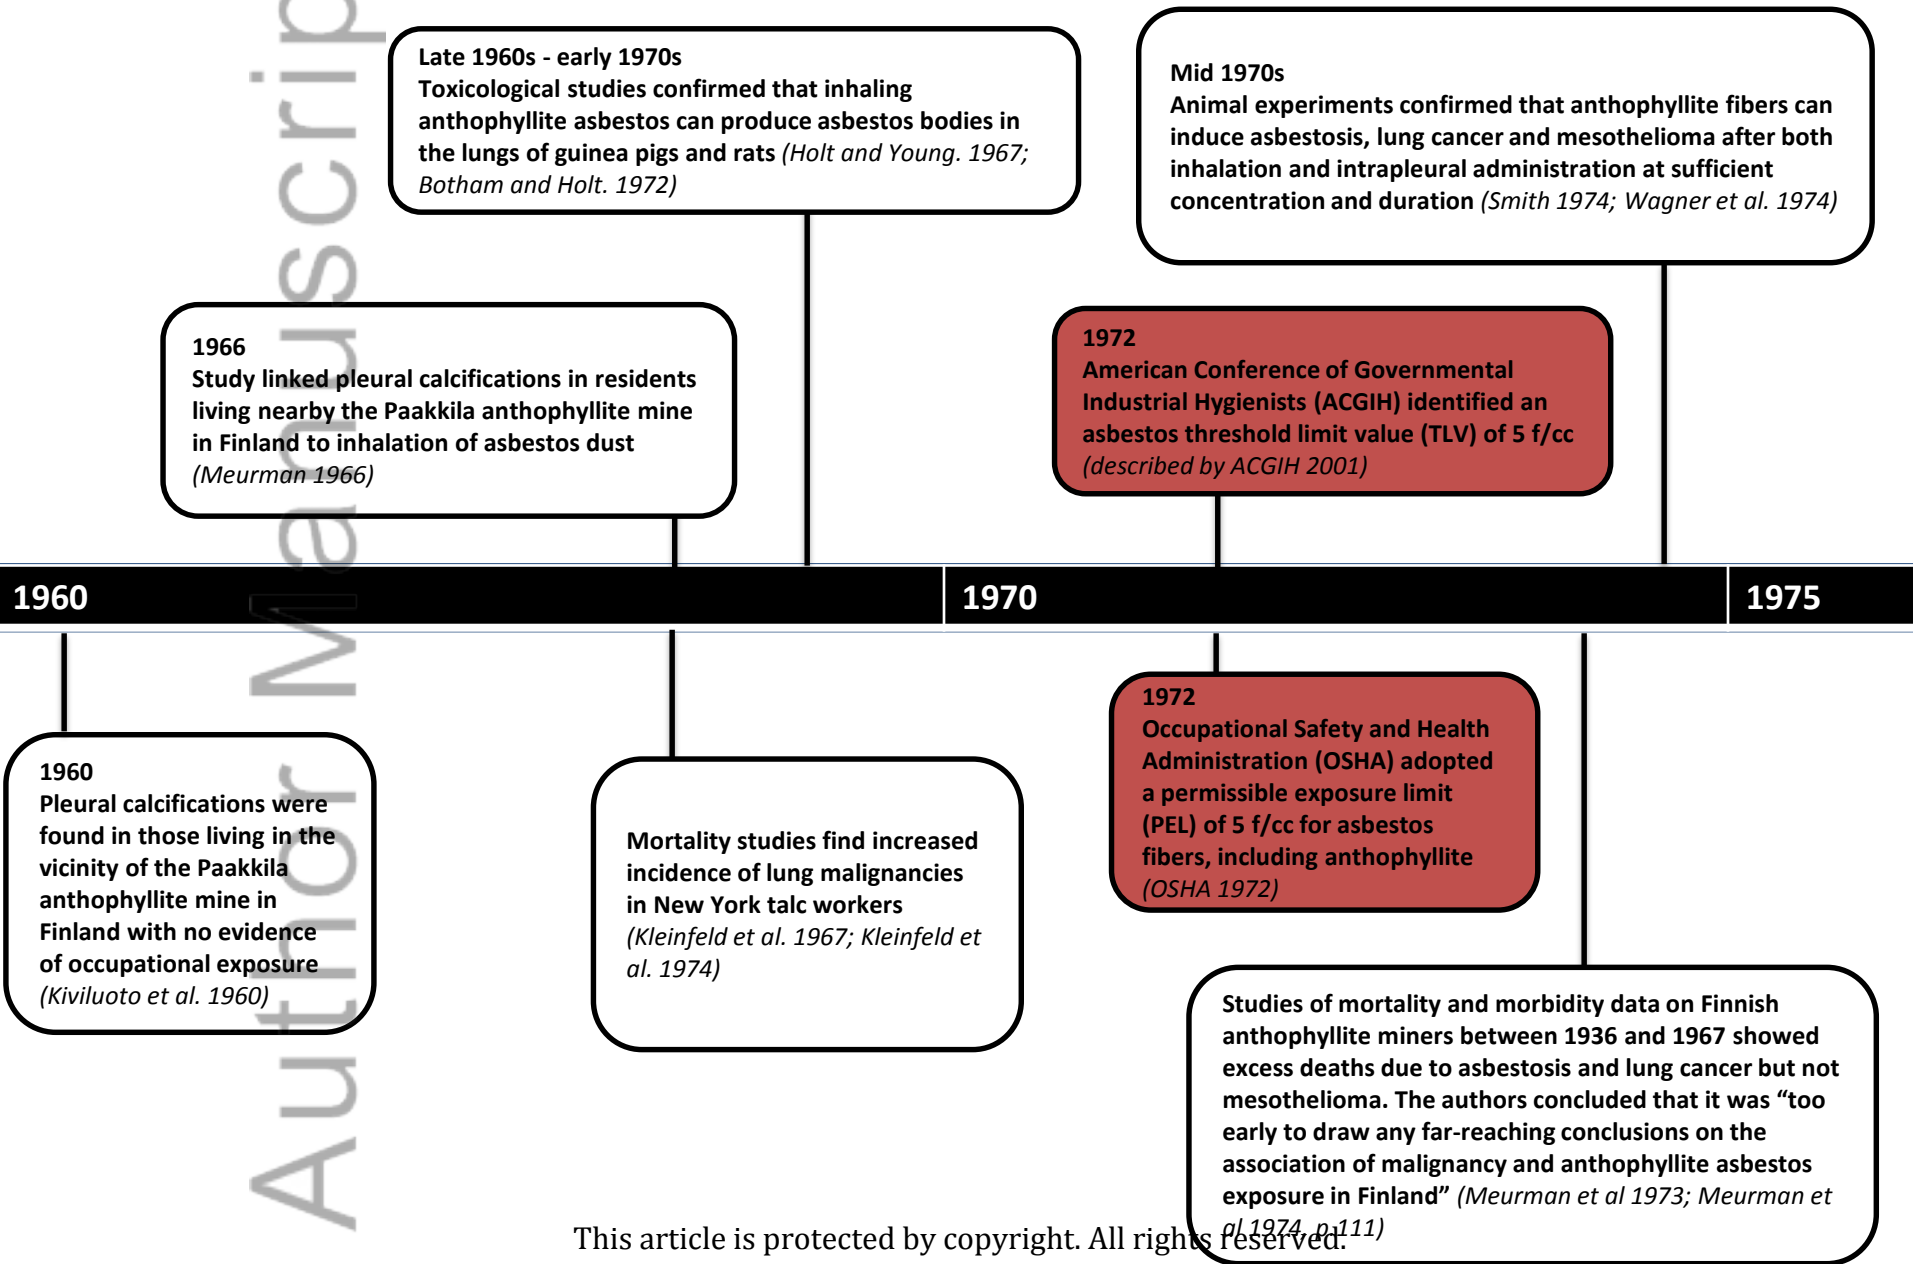 Late 1960s - early 1970s
Toxicological studies confirmed that inhaling
anthophyllite asbestos can produce asbestos bodies in
the lungs of guinea pigs and rats (Holt and Young. 1967;
Botham and Holt. 1972)
Mid 1970s
Animal experiments confirmed that anthophyllite fibers can
induce asbestosis, lung cancer and mesothelioma after both
inhalation and intrapleural administration at sufficient
concentration and duration (Smith 1974; Wagner et al. 1974)
1966
Study linked pleural calcifications in residents
living nearby the Paakkila anthophyllite mine
in Finland to inhalation of asbestos dust
(Meurman 1966)
1972
American Conference of Governmental
Industrial Hygienists (ACGIH) identified an
asbestos threshold limit value (TLV) of 5 f/cc
(described by ACGIH 2001)
1960
1970
1975
1960
Pleural calcifications were
found in those living in the
vicinity of the Paakkila
anthophyllite mine in
Finland with no evidence
of occupational exposure
(Kiviluoto et al. 1960)
Mortality studies find increased
incidence of lung malignancies
in New York talc workers
(Kleinfeld et al. 1967; Kleinfeld et
al. 1974)
1972
Occupational Safety and Health
Administration (OSHA) adopted
a permissible exposure limit
(PEL) of 5 f/cc for asbestos
fibers, including anthophyllite
(OSHA 1972)
Studies of mortality and morbidity data on Finnish
anthophyllite miners between 1936 and 1967 showed
excess deaths due to asbestosis and lung cancer but not
mesothelioma. The authors concluded that it was “too
early to draw any far-reaching conclusions on the
association of malignancy and anthophyllite asbestos
exposure in Finland” (Meurman et al 1973; Meurman et
al 1974, p 111)
Author Manuscrip
This article is protected by copyright. All rights reserved.